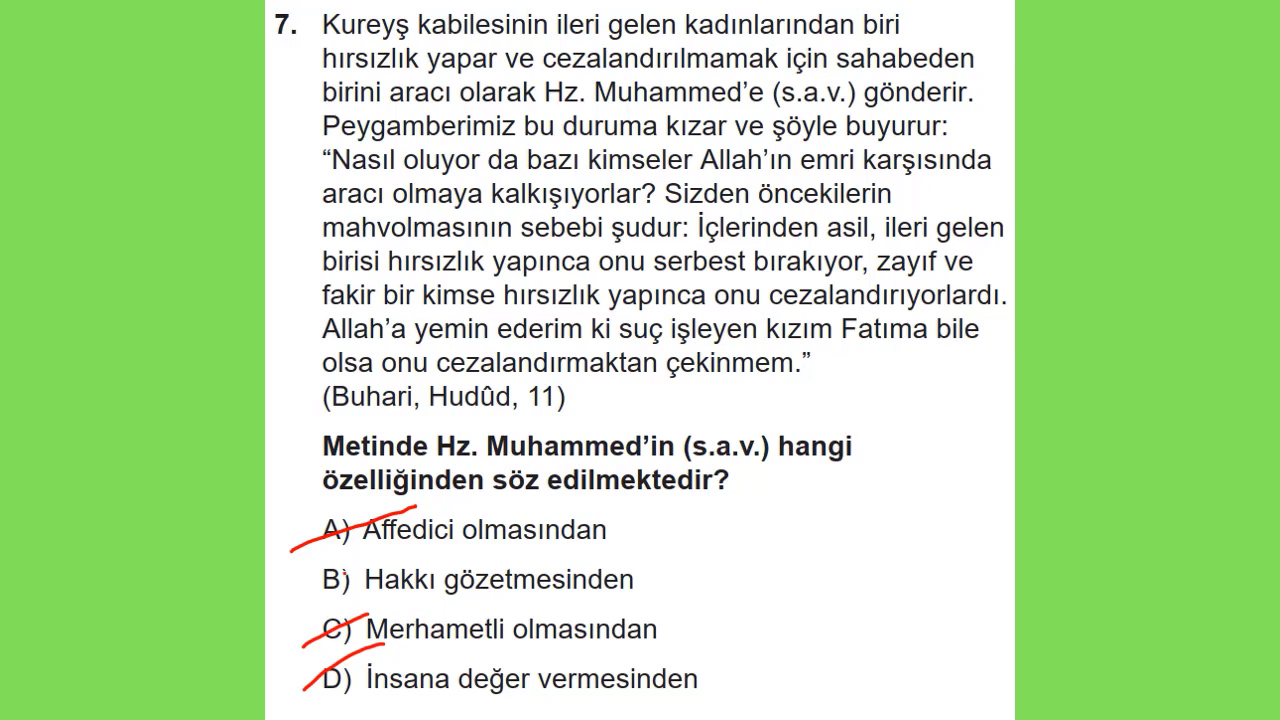 7. Kureyş kabilesinin ileri gelen kadınlarından biri
hırsızlık yapar ve cezalandırılmamak için sahabeden
birini aracı olarak Hz. Muhammed’e (s.a.v.) gönderir.
Peygamberimiz bu duruma kızar ve şöyle buyurur:
“Nasıl oluyor da bazı kimseler Allah’ın emri karşısında
aracı olmaya kalkışıyorlar? Sizden öncekilerin
mahvolmasının sebebi şudur: İçlerinden asil, ileri gelen
birisi hırsızlık yapınca onu serbest bırakıyor, zayıf ve
fakir bir kimse hırsızlık yapınca onu cezalandırıyorlardı.
Allah’a yemin ederim ki suç işleyen kızım Fatıma bile
olsa onu cezalandırmaktan çekinmem.”
(Buhari, Hudûd, 11)
Metinde Hz. Muhammed’in (s.a.v.) hangi
özelliğinden söz edilmektedir?
A) Affedici olmasından
B) Hakkı gözetmesinden
C) Merhametli olmasından
D) İnsana değer vermesinden